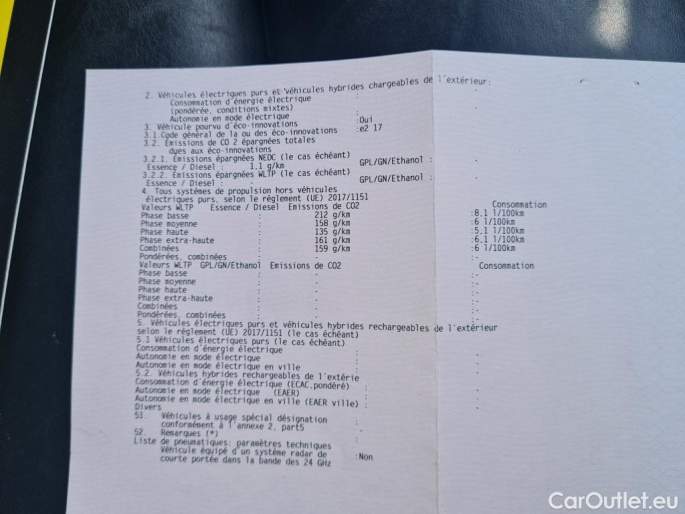 2. Véhicules électriques purs et véhicules hybrides chargeables de l'extérieur:
Consommation d'énergie électrique :
(pondérée, conditions mixtes) -
Autonomie en mode électrique :
3. Véhicule pourvu d'éco-innovations :Oui
3.1.Code général de la ou des éco-innovations :e2 17
3.2. Emissions de CO 2 épargnées totales
dues aux éco-innovations
3.2.1. Emissions épargnées NEDC (le cas échéant)
Essence / Diesel : 1.1 g/km GPL/GN/Ethanol : -
3.2.2. Emissions épargnées WLTP (le cas échéant)
Essence / Diesel : GPL/GN/Ethanol : -
4. Tous systèmes de propulsion hors véhicules
électriques purs, selon le réglement (UE) 2017/1151
Valeurs WLTP Essence / Diesel Emissions de CO2 Consommation
Phase basse : 212 g/km :8.1 l/100km
Phase moyenne : 158 g/km :6 l/100km
Phase haute : 135 g/km :5.1 l/100km
Phase extra-haute : 161 g/km :6.1 l/100km
Combinées : 159 g/km :6 l/100km
Pondérées, combinées : - :-
Valeurs WLTP GPL/GN/Ethanol Emissions de CO2 Consommation
Phase basse : - :-
Phase moyenne : - :-
Phase haute : - :-
Phase extra-haute : - :-
Combinées : - :-
Pondérées, combinées : - :-
5. Véhicules électriques purs et véhicules hybrides rechargeables de l'extérieur
selon le réglement (UE) 2017/1151 (le cas échéant)
5.1 Véhicules électriques purs (le cas échéant)
Consommation d'énergie électrique :
Autonomie en mode électrique : -
Autonomie en mode électrique en ville : -
5.2. Véhicules hybrides rechargeables de l'extérie
Consommation d'énergie électrique (ECAC,pondéré) :
Autonomie en mode électrique (EAER) : -
Autonomie en mode électrique en ville (EAER ville) : -
Divers
51. Véhicules à usage spécial désignation :
conformément à l'annexe 2, part5 -
52. Remarques (*) :
Liste de pneumatiques: paramètres techniques :
Véhicule équipé d'un système radar de :Non
courte portée dans la bande des 24 GHz
CarOutlet.eu